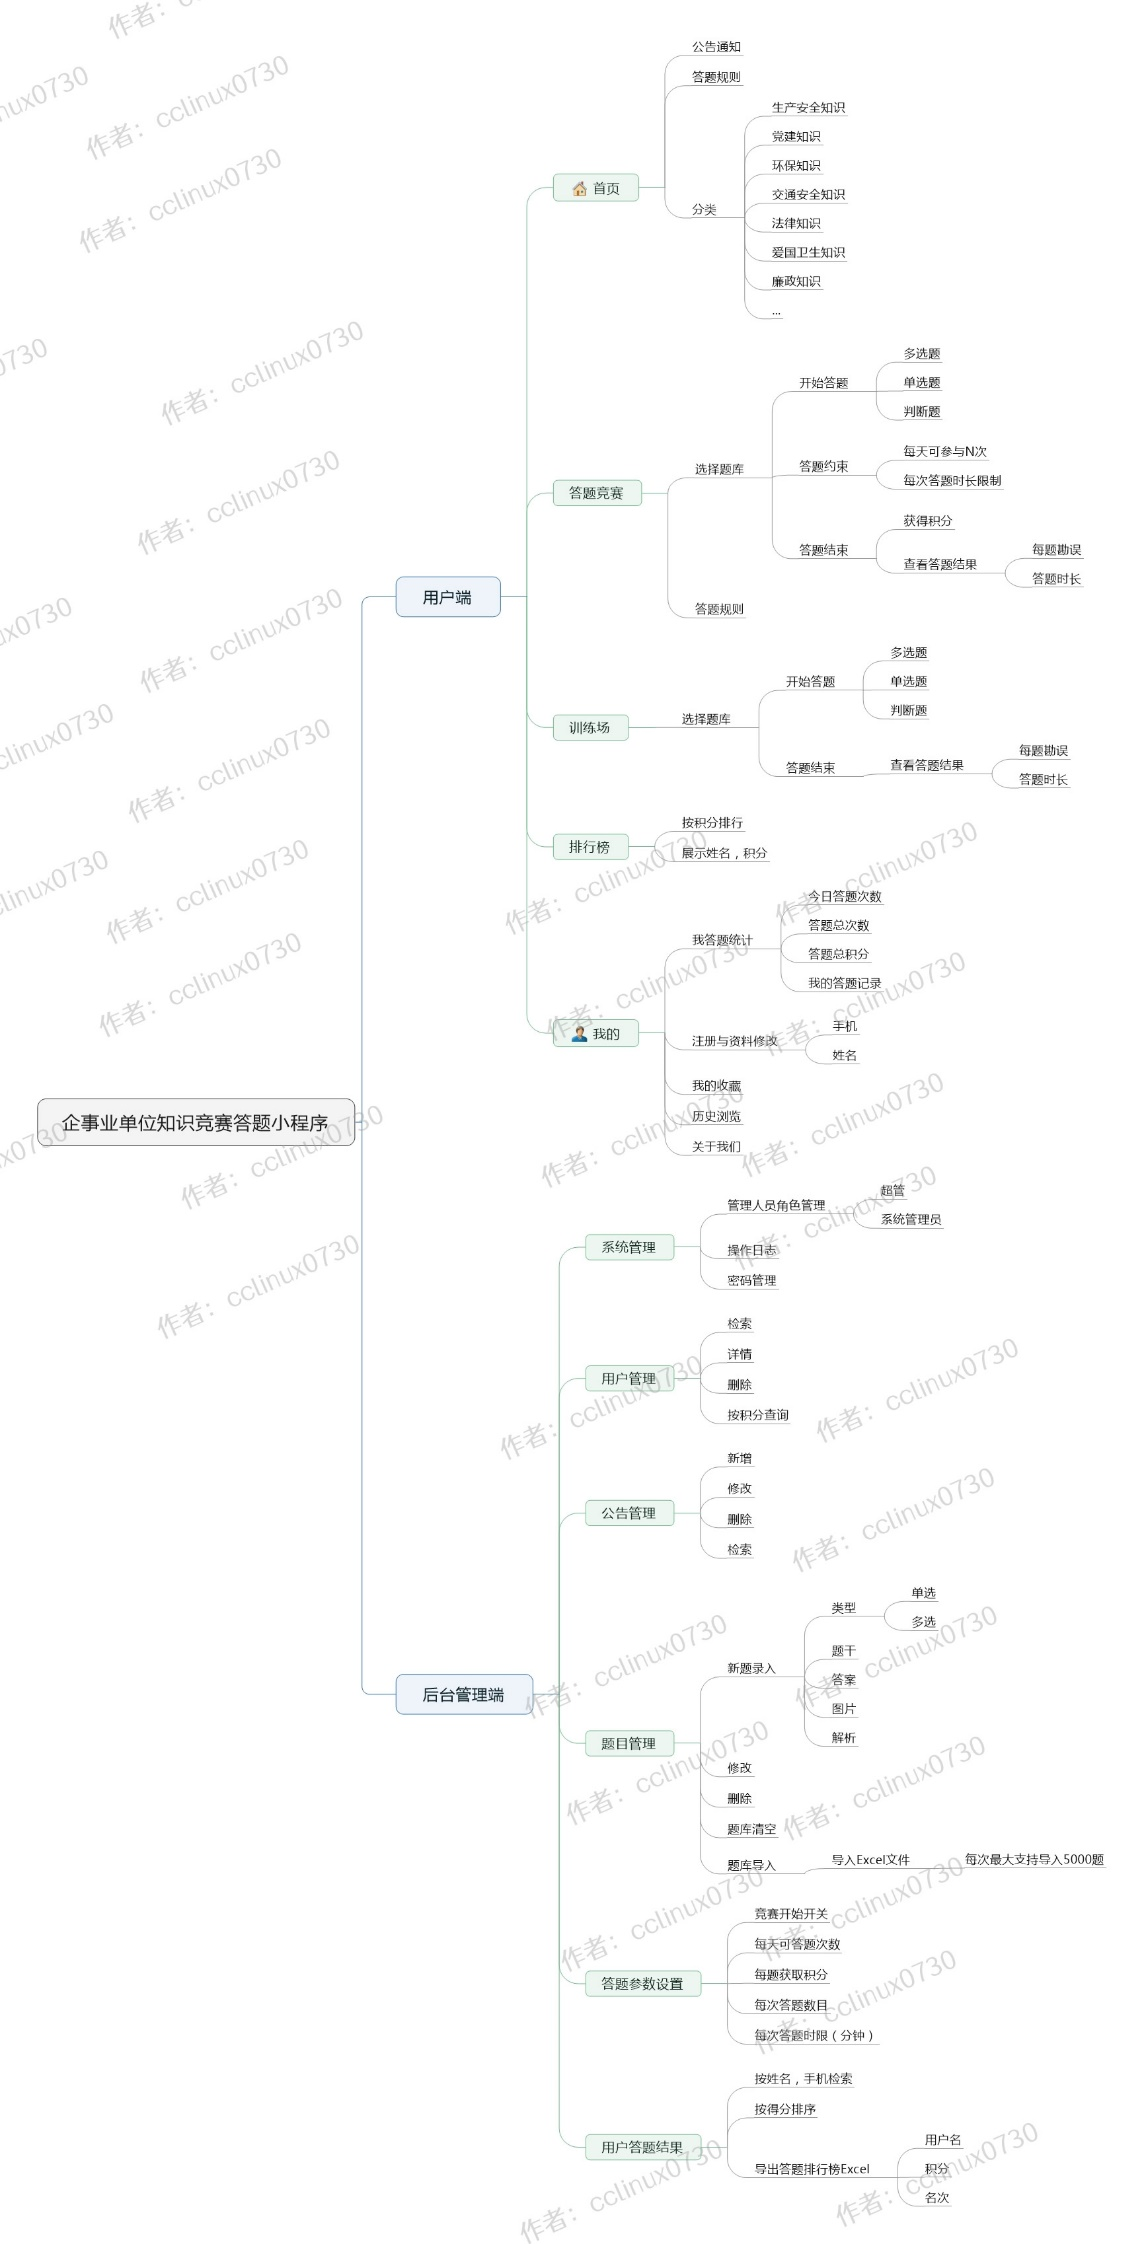 企事业单位知识竞赛答题小程序
用户端
首页
公告通知
答题规则
分类
生产安全知识
党建知识
环保知识
交通安全知识
法律知识
爱国卫生知识
廉政知识
...
答题竞赛
选择题库
开始答题
多选题
单选题
判断题
答题约束
每天可参与N次
每次答题时长限制
答题结束
获得积分
查看答题结果
每题勘误
答题时长
答题规则
训练场
选择题库
开始答题
多选题
单选题
判断题
答题结束
查看答题结果
每题勘误
答题时长
排行榜
按积分排行
展示姓名，积分
我的
我答题统计
今日答题次数
答题总次数
答题总积分
我的答题记录
注册与资料修改
手机
姓名
我的收藏
历史浏览
关于我们
后台管理端
系统管理
管理人员角色管理
超管
系统管理员
操作日志
密码管理
用户管理
检索
详情
删除
按积分查询
公告管理
新增
修改
删除
检索
题目管理
新题录入
类型
单选
多选
题干
答案
图片
解析
修改
删除
题库清空
题库导入
导入Excel文件
每次最大支持导入5000题
答题参数设置
竞赛开始开关
每天可答题次数
每题获取积分
每次答题数目
每次答题时限（分钟）
用户答题结果
按姓名，手机检索
按得分排序
导出答题排行榜Excel
用户名
积分
名次
作者：cclinux0730